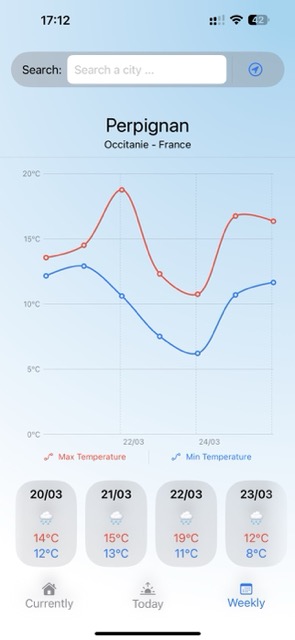 17:12
42
Search: Search a city ...
Perpignan
Occitanie - France
20°C
15°C
10°C
5°C
0°C
22/03 24/03
Max Temperature Min Temperature
20/03 21/03 22/03 23/03
14°C 15°C 19°C 12°C
12°C 13°C 11°C 8°C
Currently Today Weekly